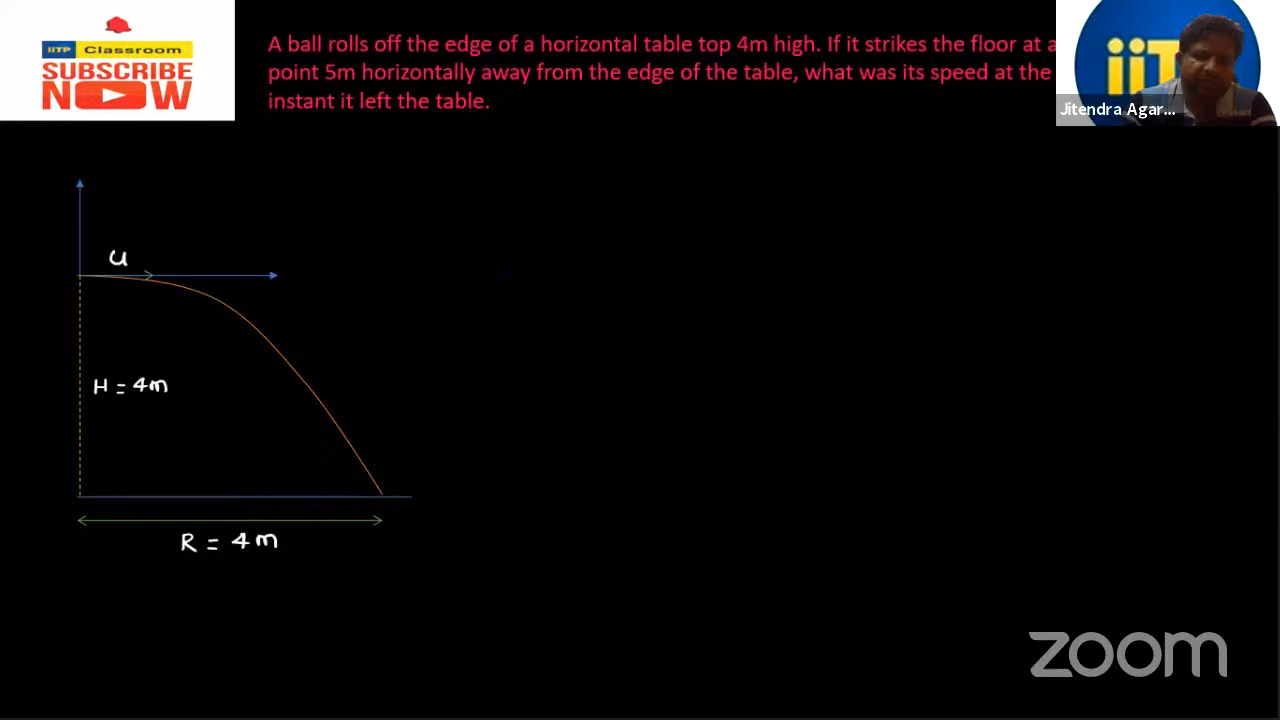 IITP Classroom
SUBSCRIBE
NOW
A ball rolls off the edge of a horizontal table top 4m high. If it strikes the floor at a
point 5m horizontally away from the edge of the table, what was its speed at the
instant it left the table.
iiT
Jitendra Agar...
u
H = 4m
R = 4m
zoom